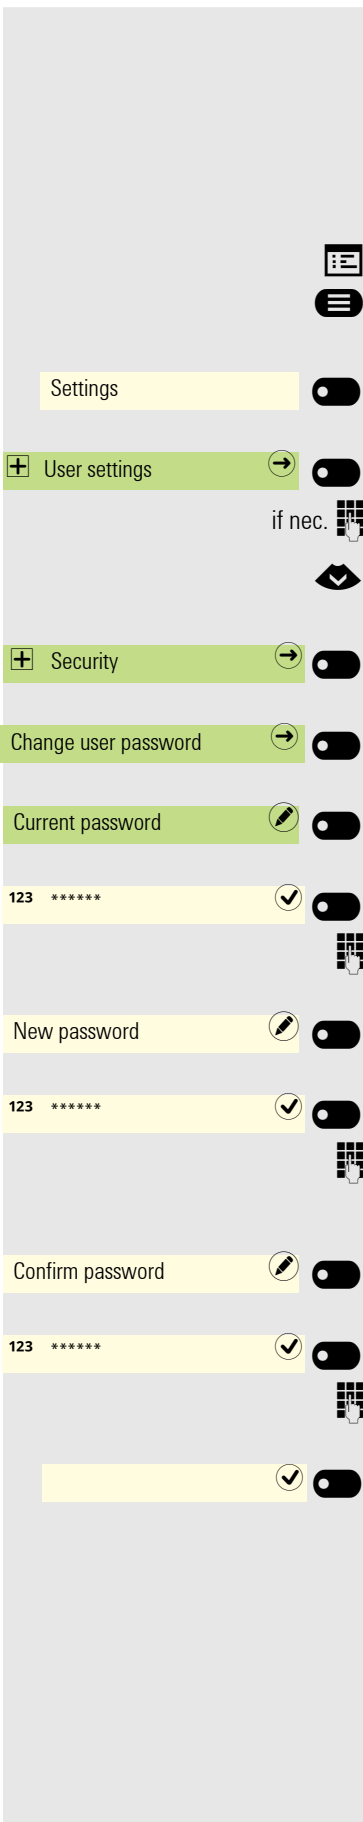 Settings
User settings
if nec.
Security
Change user password
Current password
123 ******
New password
123 ******
Confirm password
123 ******